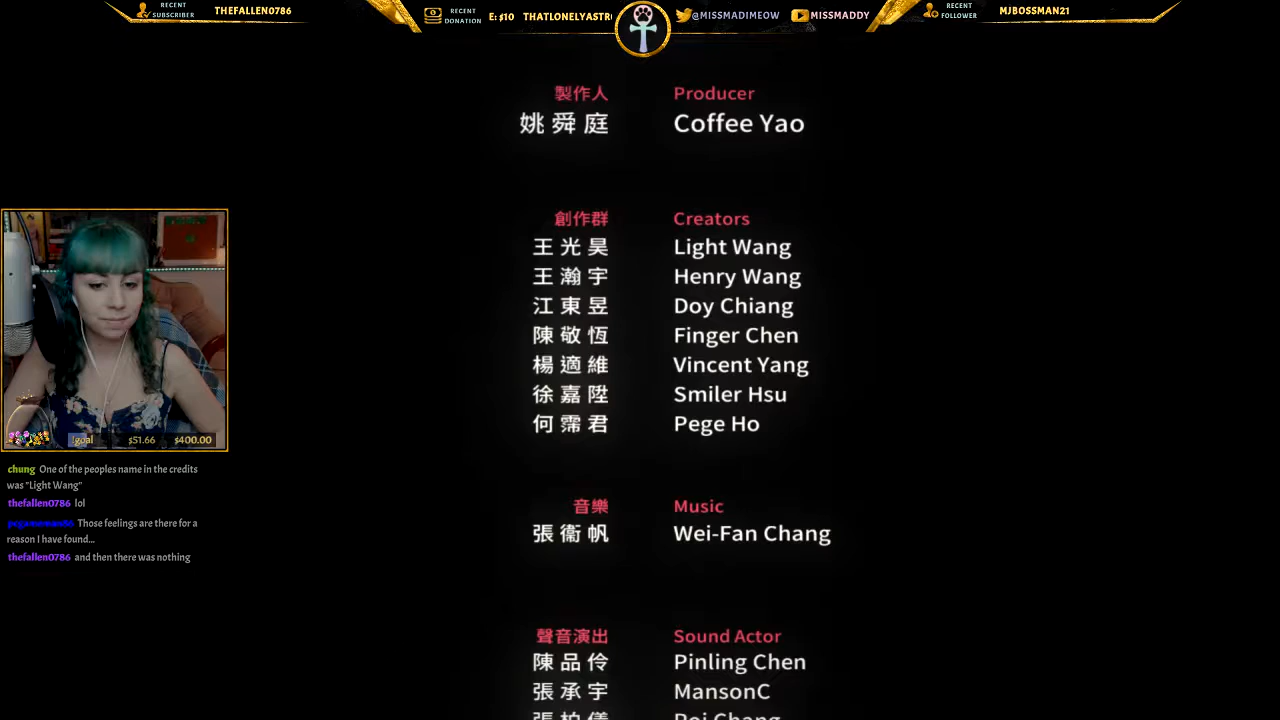 RECENT SUBSCRIBER
THEFALLEN0786
RECENT DONATION
E: $10 THATLONELYASTR
@MISSMADIMEOW
MISSMADDY
RECENT FOLLOWER
MJBOSSMAN21
製作人 Producer
姚舜庭 Coffee Yao
創作群 Creators
王光昊 Light Wang
王瀚宇 Henry Wang
江東昱 Doy Chiang
陳敬恆 Finger Chen
楊適維 Vincent Yang
徐嘉陞 Smiler Hsu
何霈君 Pege Ho
音樂 Music
張衞帆 Wei-Fan Chang
聲音演出 Sound Actor
陳品伶 Pinling Chen
張承宇 MansonC
!goal $51.66 $400.00
chung One of the peoples name in the credits
was "Light Wang"
thefallen0786 lol
Those feelings are there for a
reason I have found...
thefallen0786 and then there was nothing